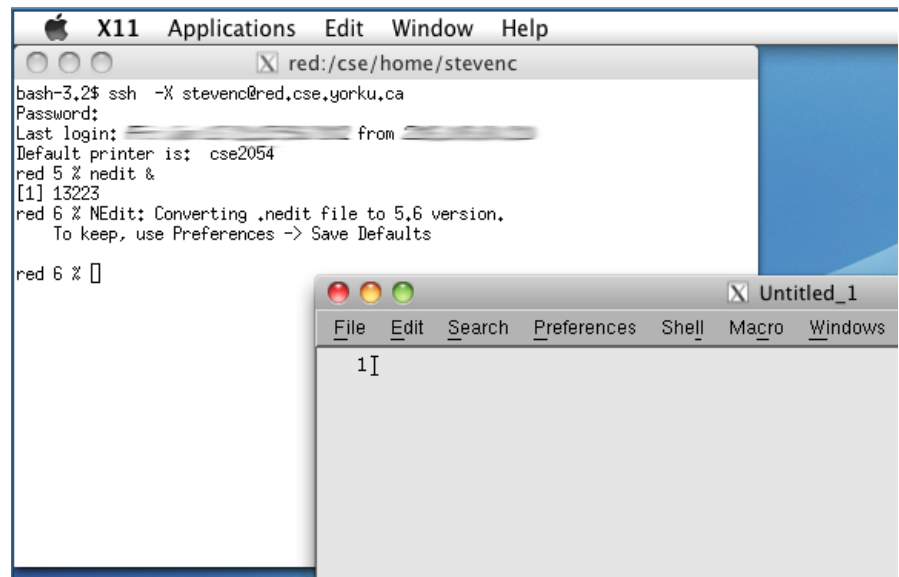 X11 Applications Edit Window Help
X red:/cse/home/stevenc
bash-3.2$ ssh -X stevenc@red.cse.yorku.ca
Password:
Last login: from
Default printer is: cse2054
red 5 % nedit &
[1] 13223
red 6 % NEdit: Converting .nedit file to 5.6 version.
To keep, use Preferences -> Save Defaults
red 6 %
X Untitled_1
File Edit Search Preferences Shell Macro Windows
1